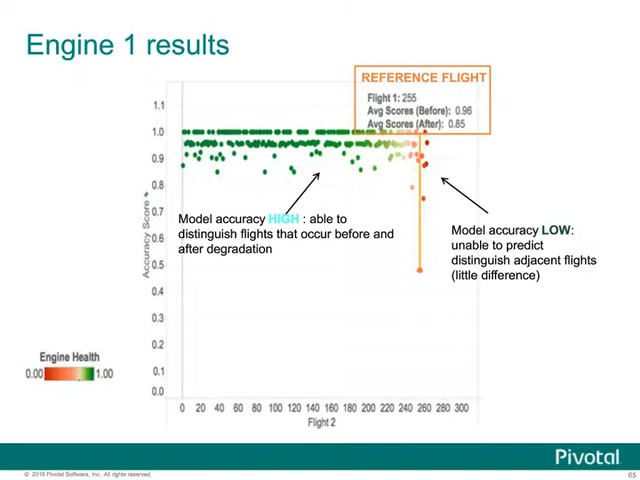 Engine 1 results
REFERENCE FLIGHT
Flight 1: 255
Avg Scores (Before): 0.96
Avg Scores (After): 0.85
Accuracy Score
1.1
1.0
0.9
0.8
0.7
0.6
0.5
0.4
0.3
0.2
0.1
0.0
Model accuracy HIGH : able to
distinguish flights that occur before and
after degradation
Model accuracy LOW:
unable to predict
distinguish adjacent flights
(little difference)
Engine Health
0.00 1.00
0 20 40 60 80 100 120 140 160 180 200 220 240 260 280 300
Flight 2
Pivotal
© 2016 Pivotal Software, Inc. All rights reserved.
65